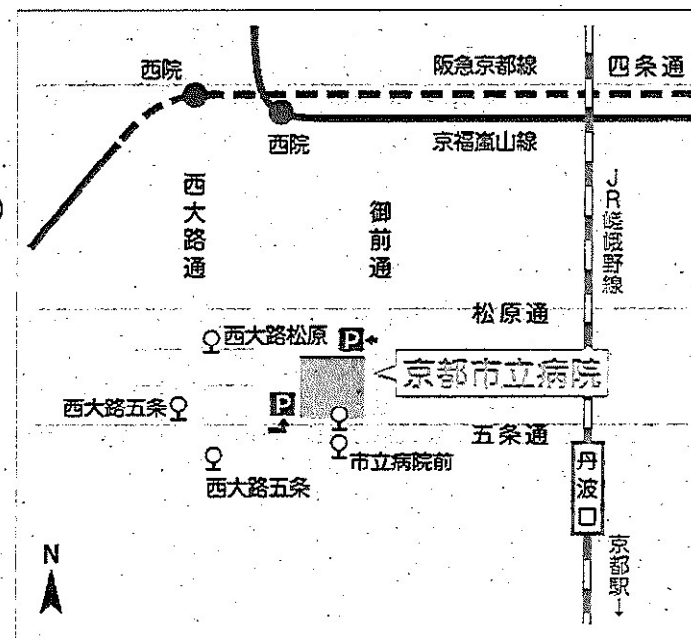 西院
阪急京都線
四条通
西院
京福嵐山線
西大路通
御前通
JR嵯峨野線
松原通
西大路松原
P
京都市立病院
西大路五条
P
五条通
市立病院前
西大路五条
丹波口
N
京都駅↓